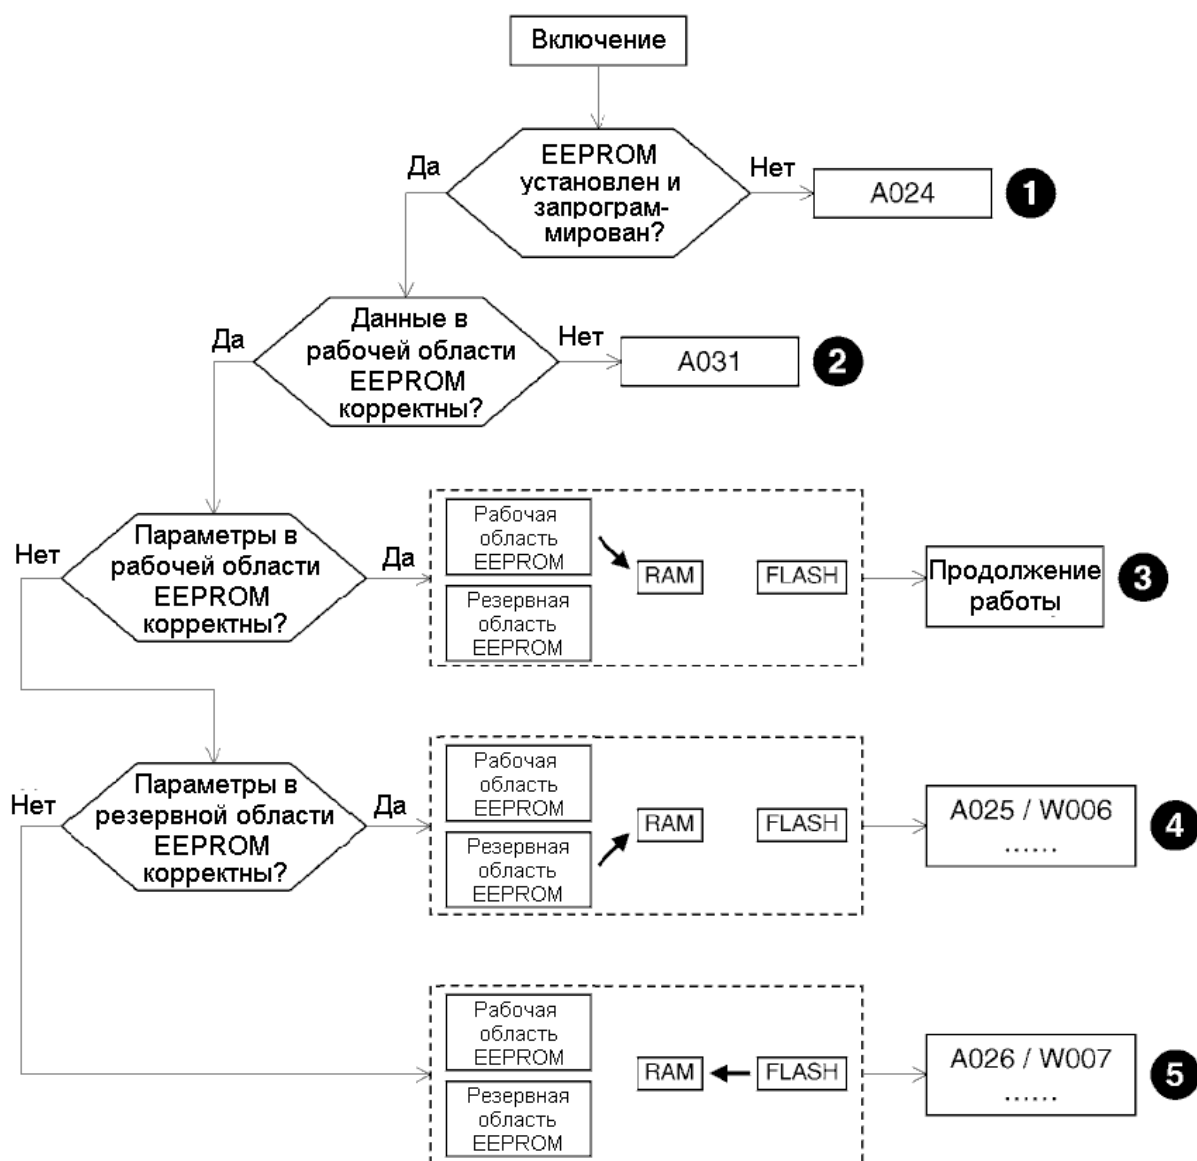 Включение
EEPROM
установлен и
запрограм-
мирован?
Да
Нет
A024
1
Данные в
рабочей области
EEPROM
корректны?
Да
Нет
A031
2
Параметры в
рабочей области
EEPROM
корректны?
Нет
Да
Рабочая
область
EEPROM
Резервная
область
EEPROM
RAM
FLASH
Продолжение
работы
3
Параметры в
резервной области
EEPROM
корректны?
Нет
Да
Рабочая
область
EEPROM
Резервная
область
EEPROM
RAM
FLASH
A025 / W006
......
4
Рабочая
область
EEPROM
Резервная
область
EEPROM
RAM
FLASH
A026 / W007
......
5